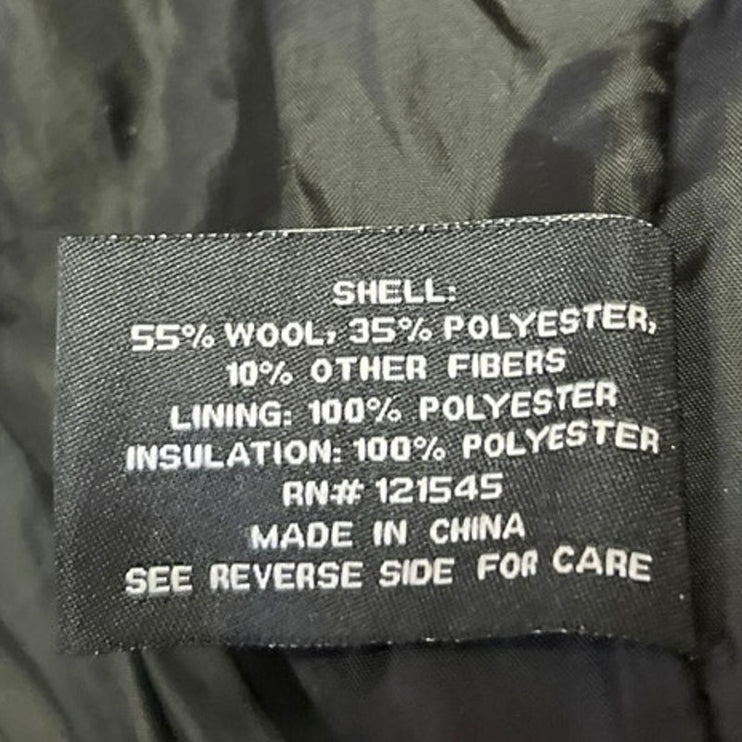 SHELL:
55% WOOL, 35% POLYESTER,
10% OTHER FIBERS
LINING: 100% POLYESTER
INSULATION: 100% POLYESTER
RN# 121545
MADE IN CHINA
SEE REVERSE SIDE FOR CARE